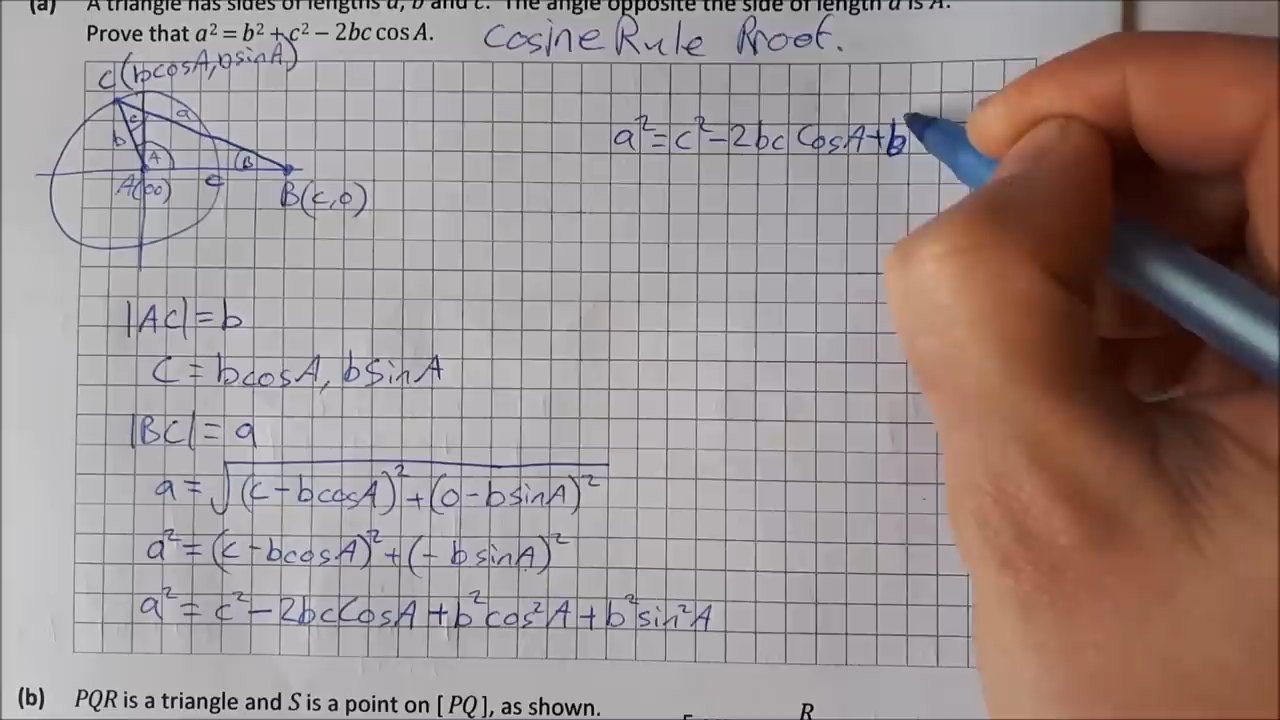 (a) A triangle has sides of lengths a, b and c. The angle opposite the side of length a is A.
Prove that a² = b² + c² – 2bc cos A.
Cosine Rule Proof.
C(bcosA, bsinA)
c
a
b
A
B
A(00)
c
B(c,0)
a² = c² – 2bc CosA + b
|AC| = b
C = bcosA, bSinA
|BC| = a
a = √(c – bcosA)² + (0 – bsinA)²
a² = (c – bcosA)² + (– bsinA)²
a² = c² – 2bcCosA + b²cos²A + b²sin²A
(b) PQR is a triangle and S is a point on [PQ], as shown.
R